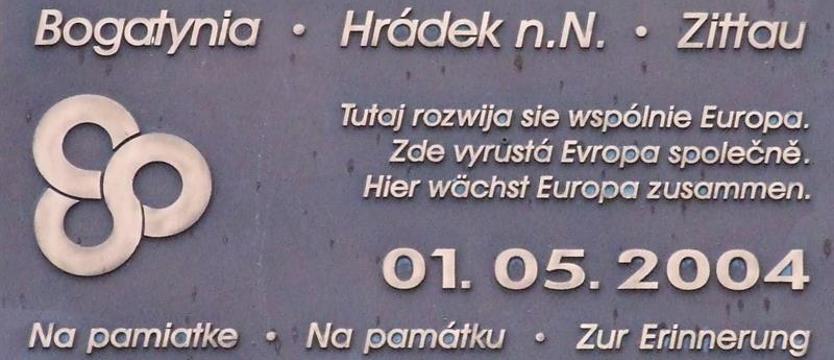 Bogatynia • Hrádek n.N. • Zittau
Tutaj rozwija sie wspólnie Europa.
Zde vyrůstá Evropa společně.
Hier wächst Europa zusammen.
01. 05. 2004
Na pamiatke • Na památku • Zur Erinnerung